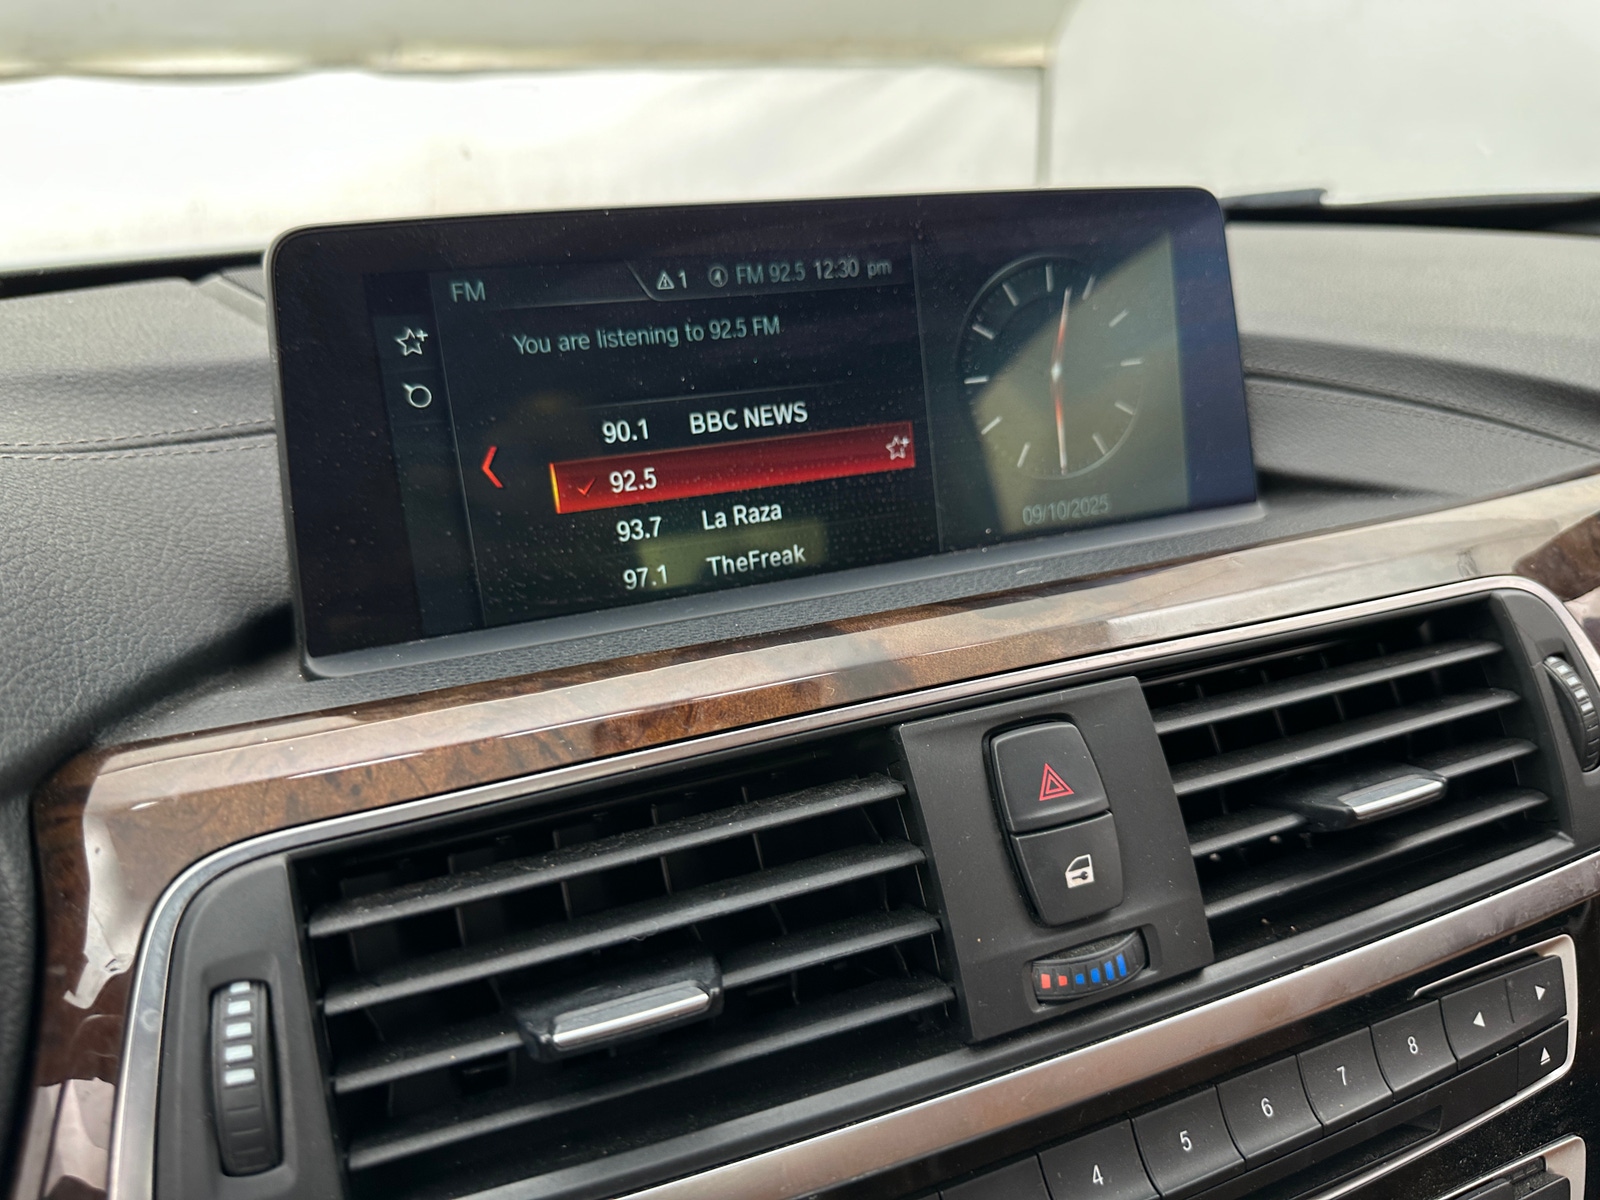 FM
1 FM 92.5 12:30 pm
You are listening to 92.5 FM
90.1 BBC NEWS
92.5
93.7 La Raza
97.1 TheFreak
09/10/2025
4 5 6 7 8